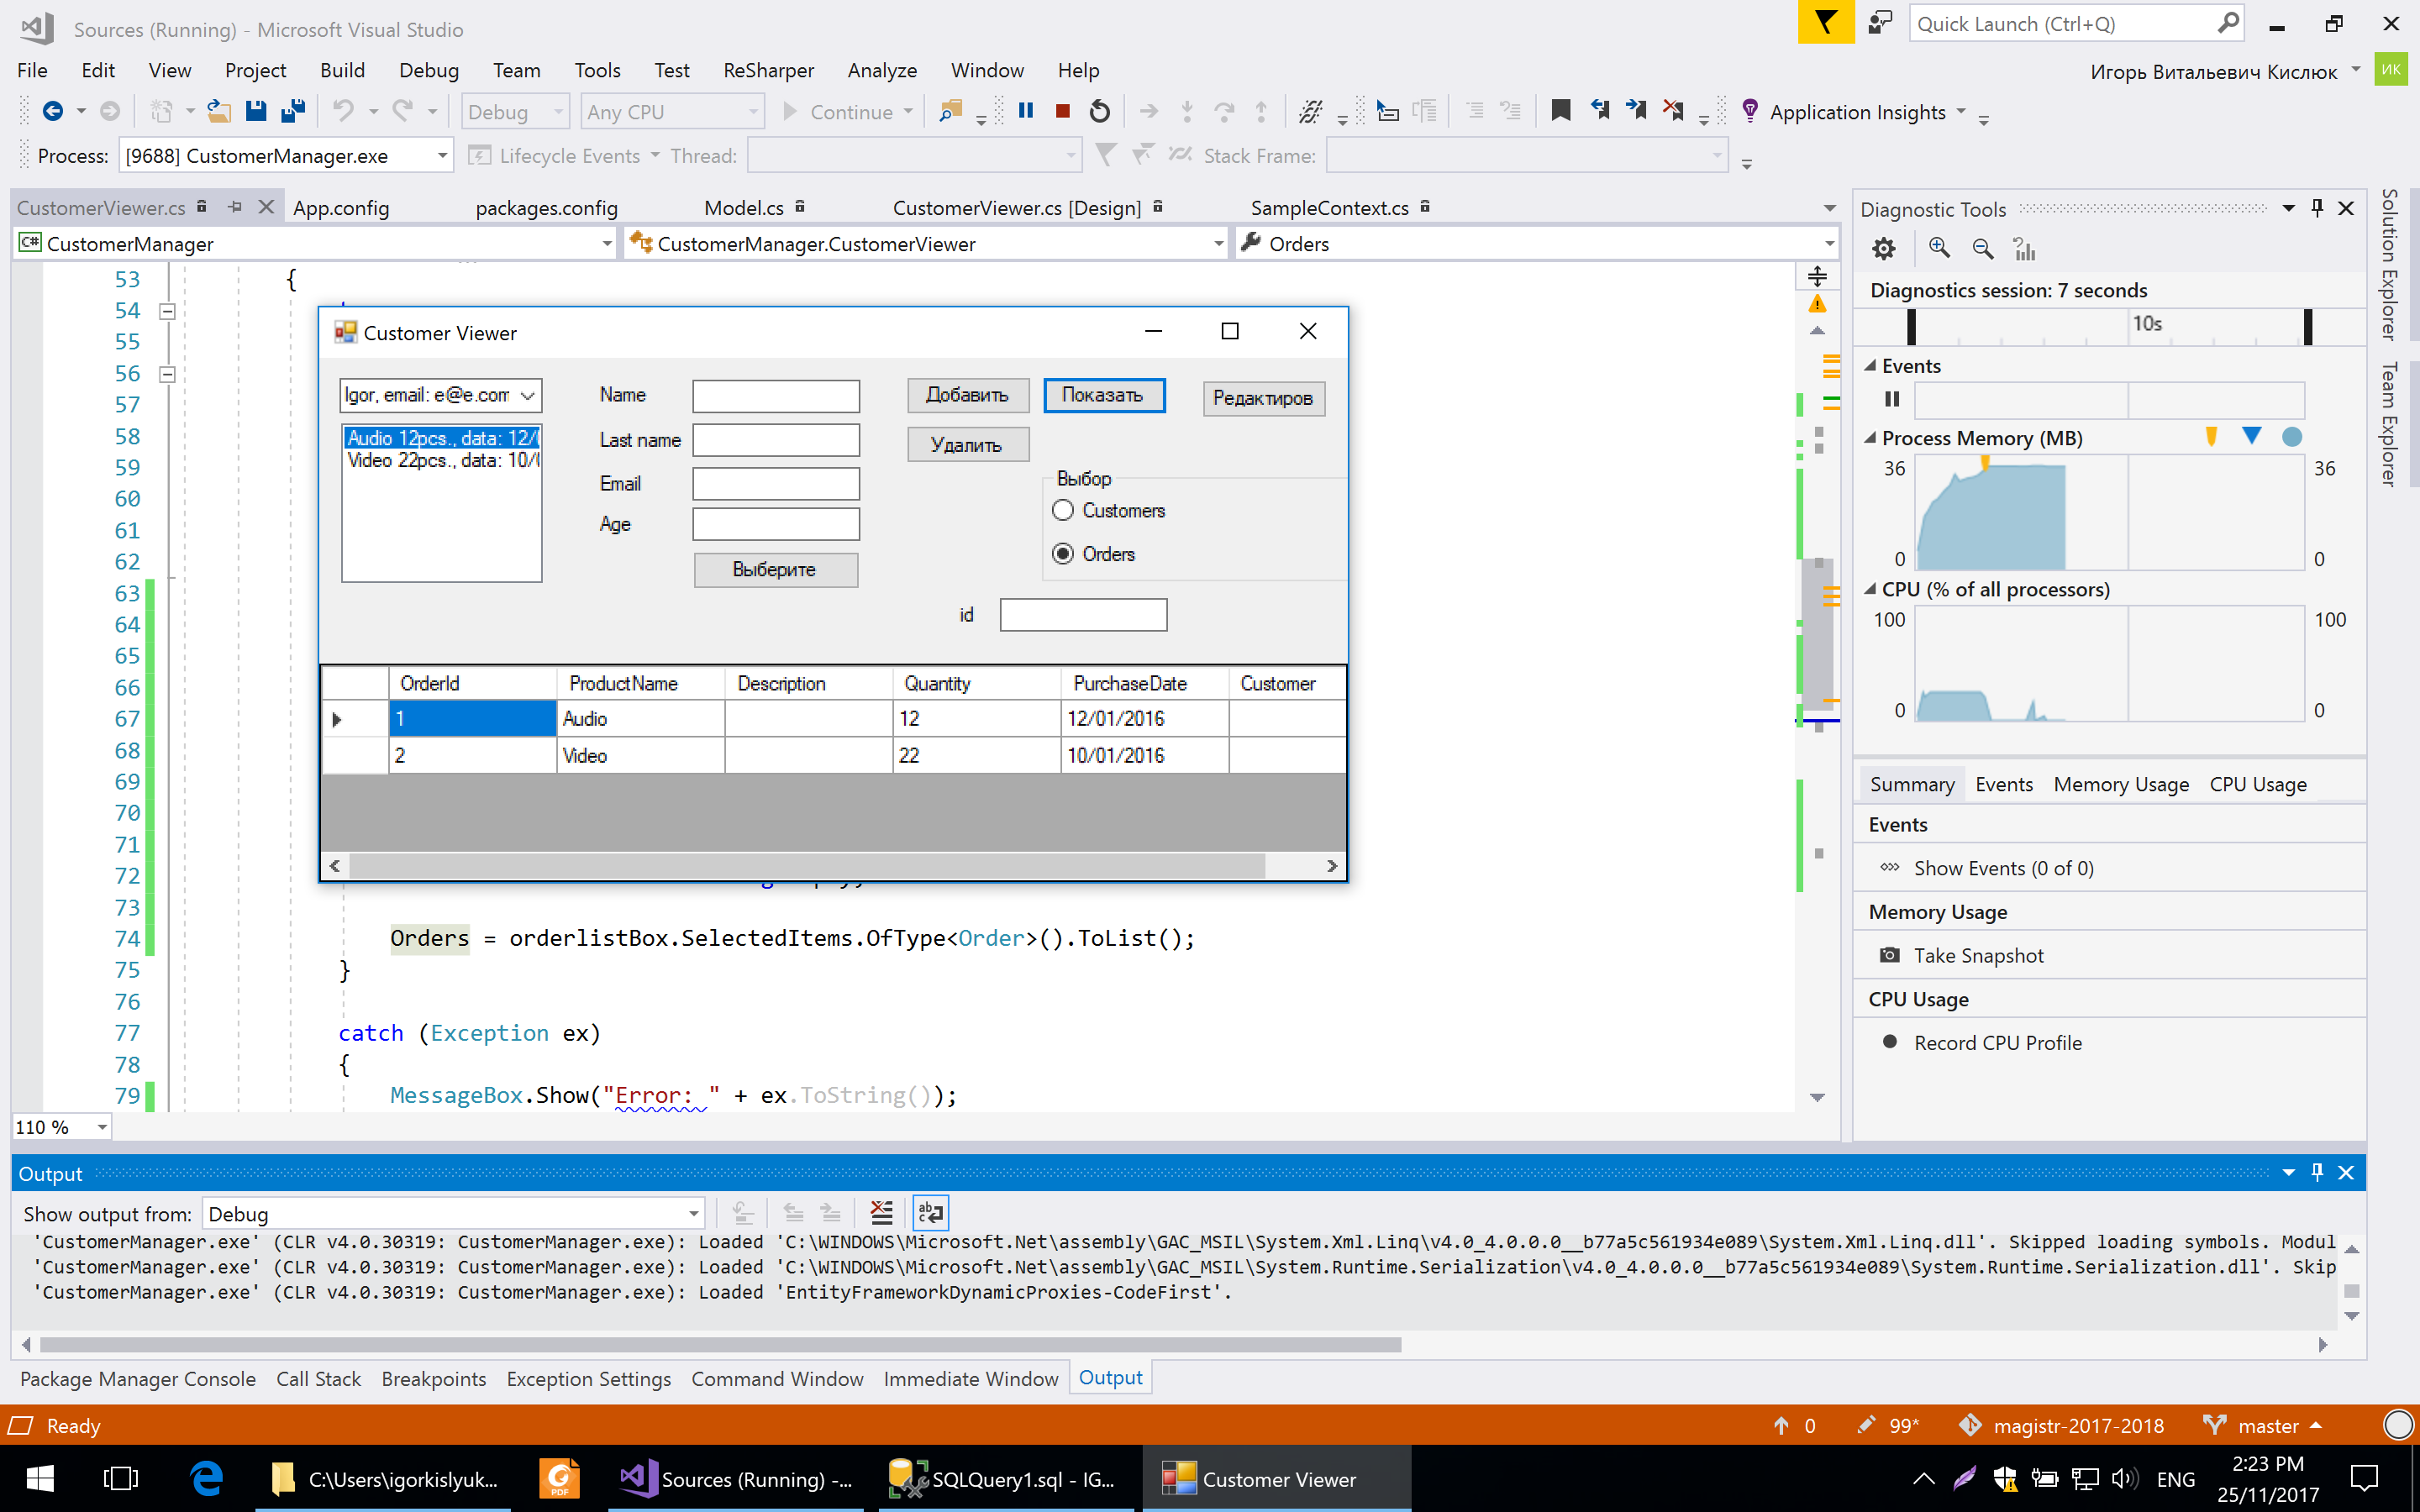 Sources (Running) - Microsoft Visual Studio
Quick Launch (Ctrl+Q)
File Edit View Project Build Debug Team Tools Test ReSharper Analyze Window Help
Игорь Витальевич Кислюк
ИК
Debug Any CPU Continue Application Insights
Process: [9688] CustomerManager.exe Lifecycle Events Thread: Stack Frame:
CustomerViewer.cs App.config packages.config Model.cs CustomerViewer.cs [Design] SampleContext.cs
C# CustomerManager CustomerManager.CustomerViewer Orders
53 {
54
55
56
57
58
59
60
61
62
63
64
65
66
67
68
69
70
71
72
73
74 Orders = orderlistBox.SelectedItems.OfType<Order>().ToList();
75 }
76
77 catch (Exception ex)
78 {
79 MessageBox.Show("Error: " + ex.ToString());
110 %
Customer Viewer
Igor, email: e@e.com
Audio 12pcs., data: 12/
Video 22pcs., data: 10/
Name
Last name
Email
Age
Выберите
Добавить
Показать
Редактиров
Удалить
Выбор
Customers
Orders
id
OrderId ProductName Description Quantity PurchaseDate Customer
1 Audio 12 12/01/2016
2 Video 22 10/01/2016
Diagnostic Tools
Diagnostics session: 7 seconds
10s
Events
Process Memory (MB)
36 36
0 0
CPU (% of all processors)
100 100
0 0
Summary Events Memory Usage CPU Usage
Events
Show Events (0 of 0)
Memory Usage
Take Snapshot
CPU Usage
Record CPU Profile
Solution Explorer
Team Explorer
Output
Show output from: Debug
'CustomerManager.exe' (CLR v4.0.30319: CustomerManager.exe): Loaded 'C:\WINDOWS\Microsoft.Net\assembly\GAC_MSIL\System.Xml.Linq\v4.0_4.0.0.0__b77a5c561934e089\System.Xml.Linq.dll'. Skipped loading symbols. Modul
'CustomerManager.exe' (CLR v4.0.30319: CustomerManager.exe): Loaded 'C:\WINDOWS\Microsoft.Net\assembly\GAC_MSIL\System.Runtime.Serialization\v4.0_4.0.0.0__b77a5c561934e089\System.Runtime.Serialization.dll'. Skip
'CustomerManager.exe' (CLR v4.0.30319: CustomerManager.exe): Loaded 'EntityFrameworkDynamicProxies-CodeFirst'.
Package Manager Console Call Stack Breakpoints Exception Settings Command Window Immediate Window Output
Ready
0 99* magistr-2017-2018 master
C:\Users\igorkislyuk... PDF Sources (Running) -... SQLQuery1.sql - IG... Customer Viewer
ENG
2:23 PM
25/11/2017